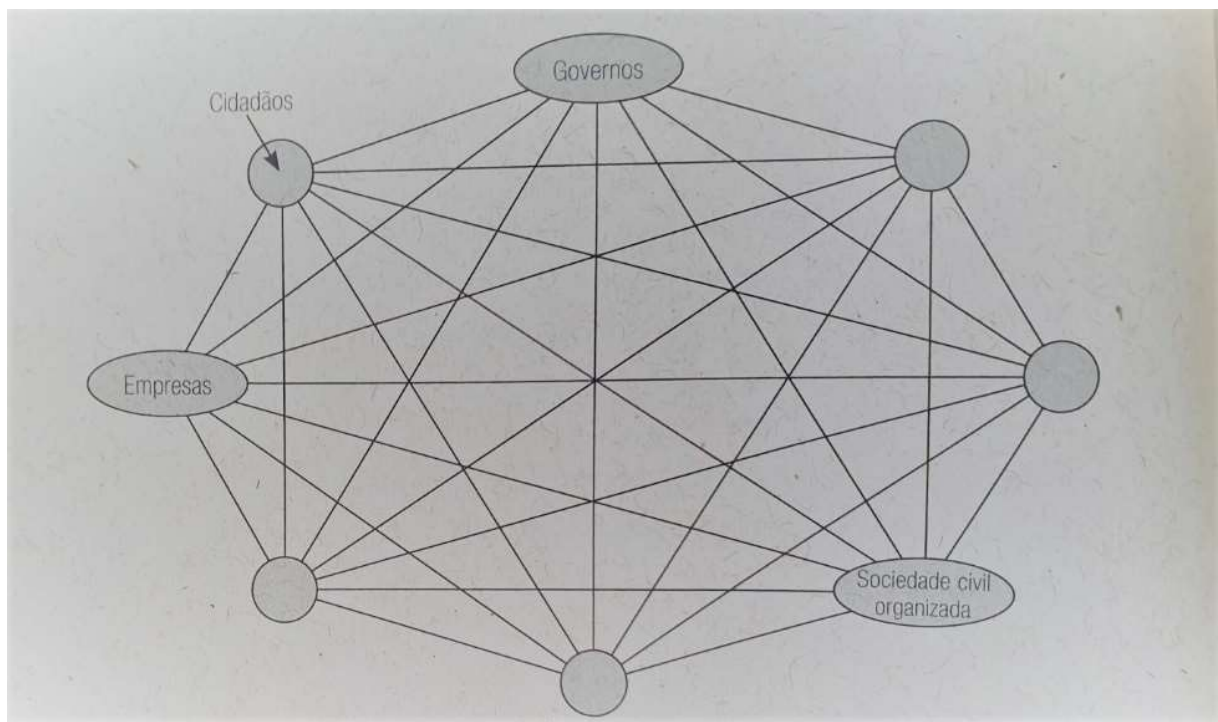 Governos
Cidadãos
Empresas
Sociedade civil
organizada